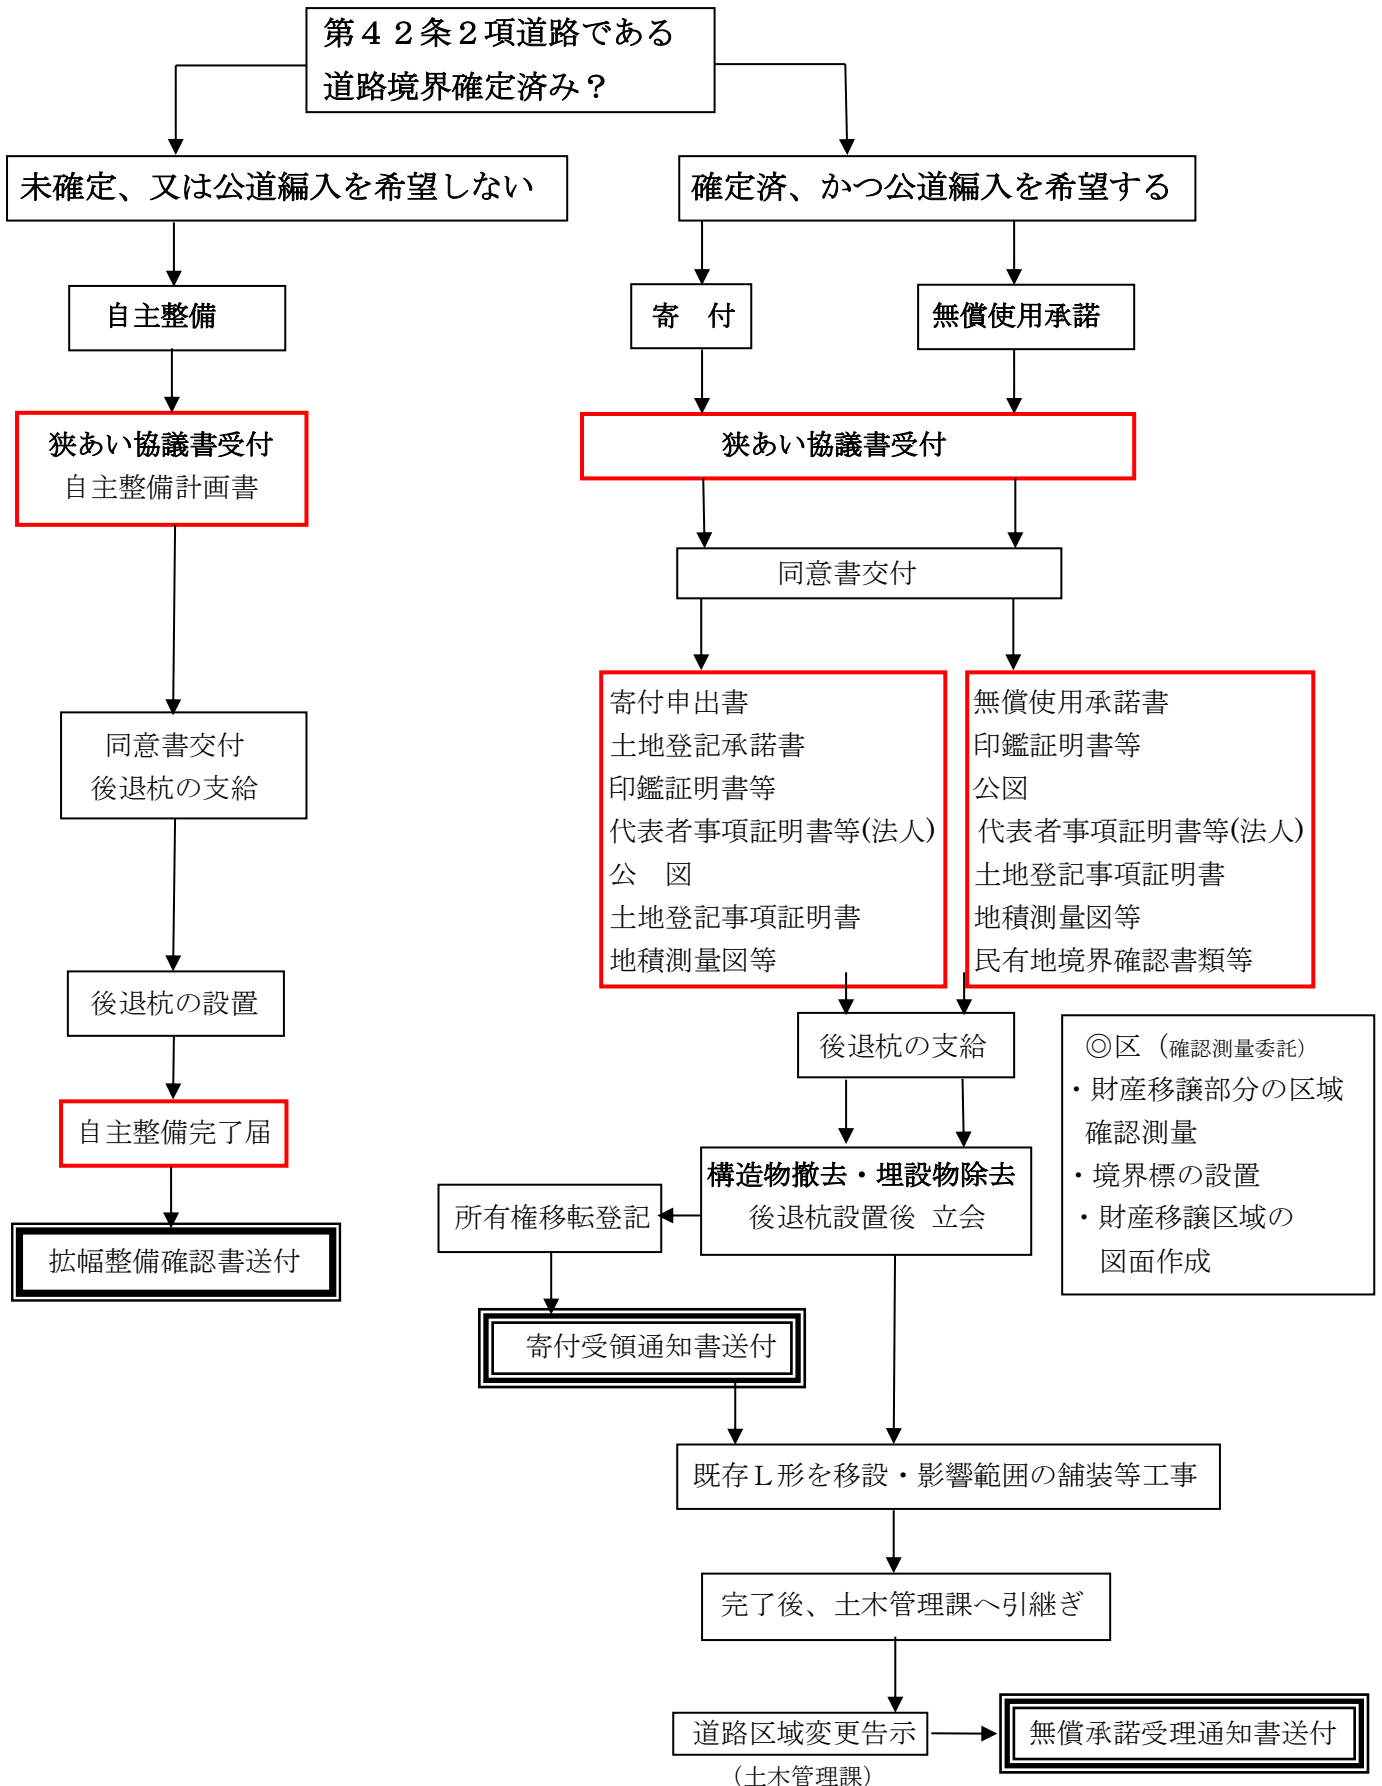 第４２条２項道路である
道路境界確定済み？
未確定、又は公道編入を希望しない
確定済、かつ公道編入を希望する
自主整備
寄　付
無償使用承諾
狭あい協議書受付
自主整備計画書
狭あい協議書受付
同意書交付
同意書交付
後退杭の支給
寄付申出書
土地登記承諾書
印鑑証明書等
代表者事項証明書等(法人)
公　図
土地登記事項証明書
地積測量図等
無償使用承諾書
印鑑証明書等
公図
代表者事項証明書等(法人)
土地登記事項証明書
地積測量図等
民有地境界確認書類等
後退杭の設置
後退杭の支給
◎区（確認測量委託）
・財産移譲部分の区域
確認測量
・境界標の設置
・財産移譲区域の
図面作成
自主整備完了届
構造物撤去・埋設物除去
後退杭設置後 立会
所有権移転登記
拡幅整備確認書送付
寄付受領通知書送付
既存Ｌ形を移設・影響範囲の舗装等工事
完了後、土木管理課へ引継ぎ
道路区域変更告示
（土木管理課）
無償承諾受理通知書送付